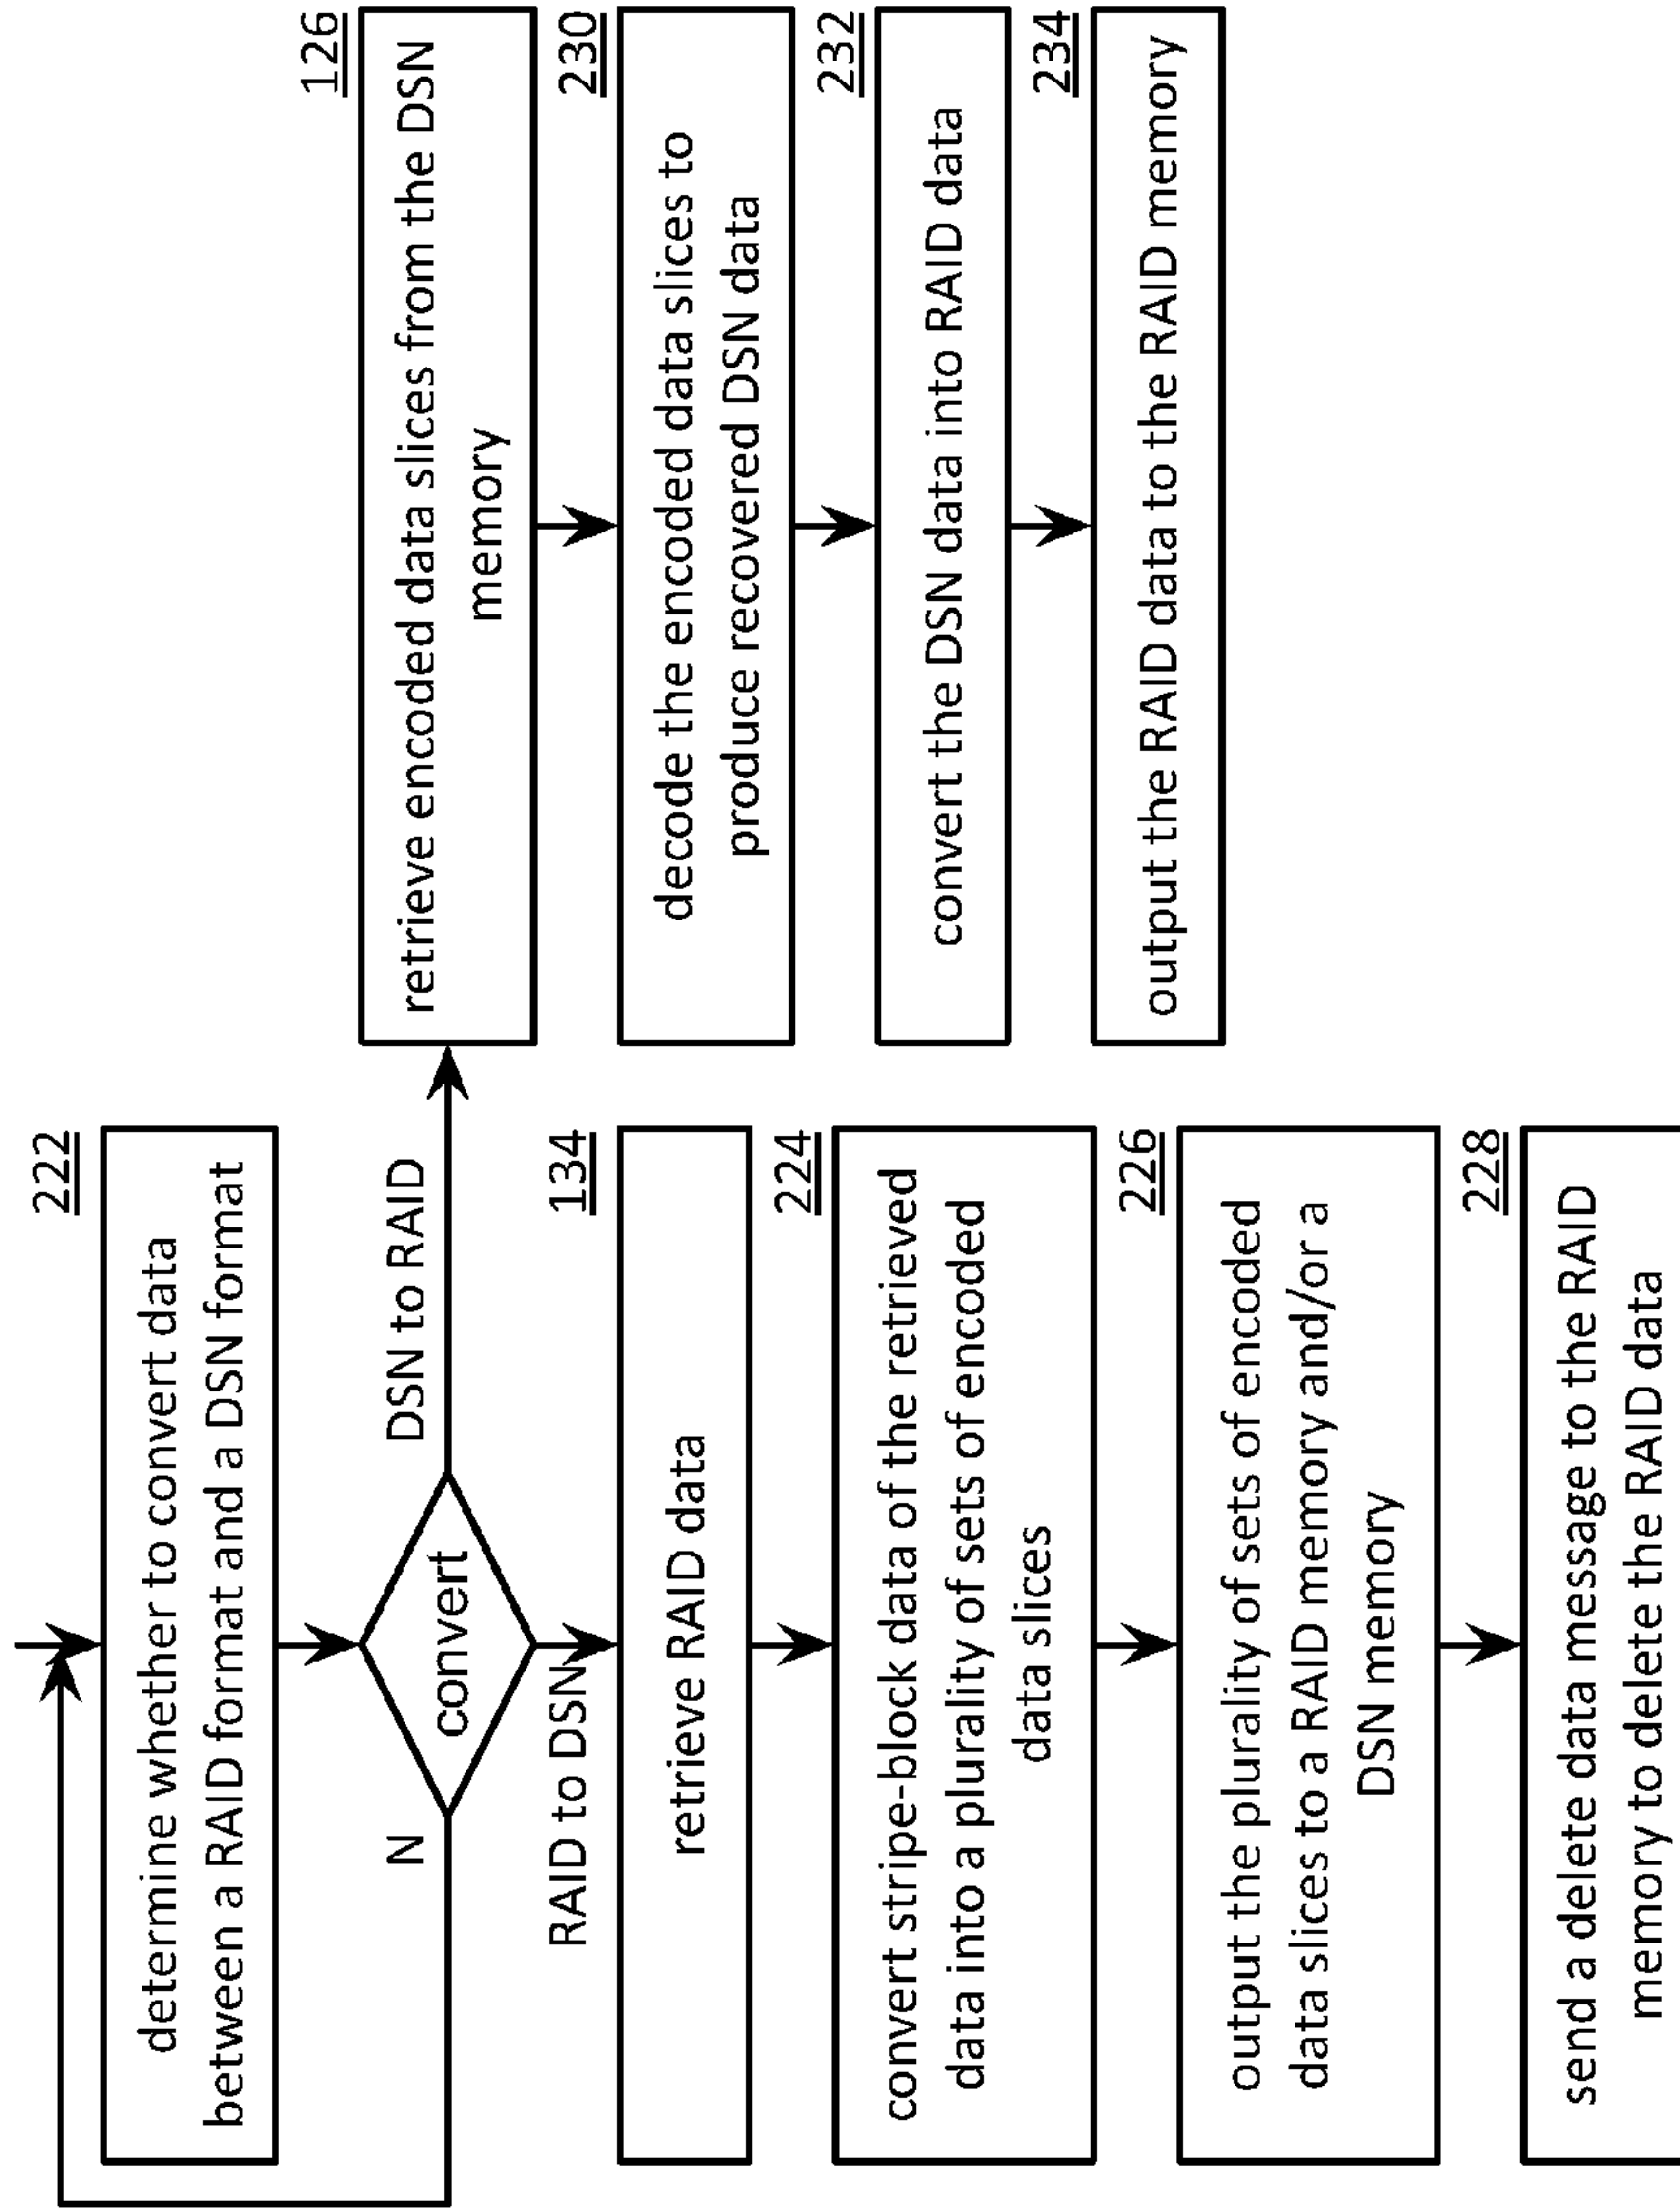 222
determine whether to convert data
between a RAID format and a DSN format
convert
N
DSN to RAID
RAID to DSN
134
retrieve RAID data
224
convert stripe-block data of the retrieved
data into a plurality of sets of encoded
data slices
226
output the plurality of sets of encoded
data slices to a RAID memory and/or a
DSN memory
228
send a delete data message to the RAID
memory to delete the RAID data
126
retrieve encoded data slices from the DSN
memory
230
decode the encoded data slices to
produce recovered DSN data
232
convert the DSN data into RAID data
234
output the RAID data to the RAID memory